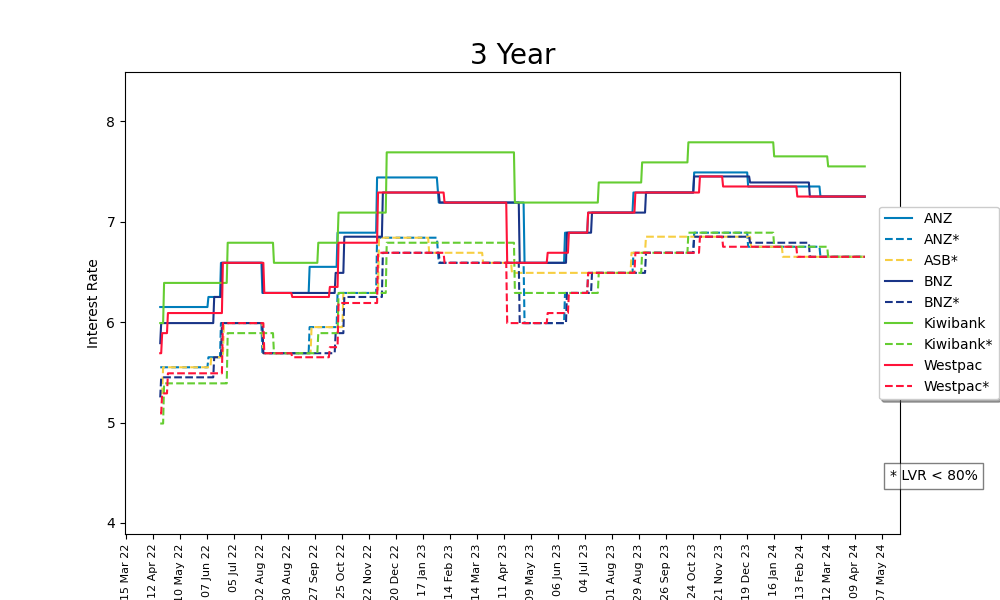 3 Year
Interest Rate
8
7
6
5
4
15 Mar 22
12 Apr 22
10 May 22
07 Jun 22
05 Jul 22
02 Aug 22
30 Aug 22
27 Sep 22
25 Oct 22
22 Nov 22
20 Dec 22
17 Jan 23
14 Feb 23
14 Mar 23
11 Apr 23
09 May 23
06 Jun 23
04 Jul 23
01 Aug 23
29 Aug 23
26 Sep 23
24 Oct 23
21 Nov 23
19 Dec 23
16 Jan 24
13 Feb 24
12 Mar 24
09 Apr 24
07 May 24
ANZ
ANZ*
ASB*
BNZ
BNZ*
Kiwibank
Kiwibank*
Westpac
Westpac*
* LVR < 80%